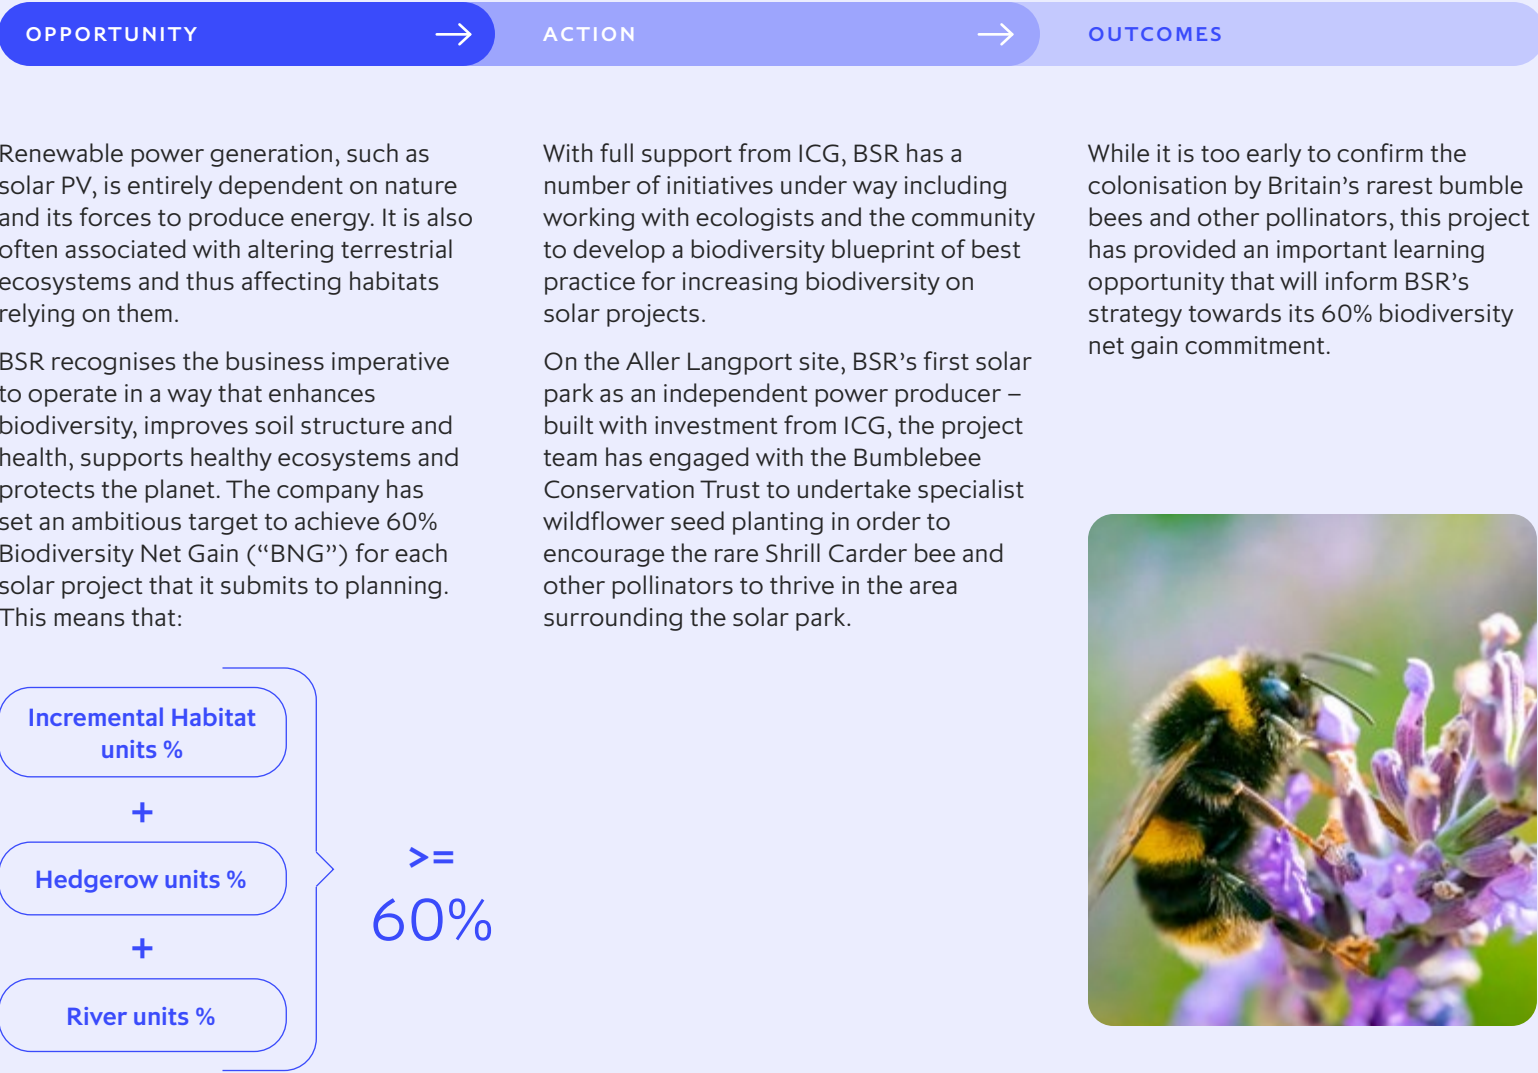 OPPORTUNITY
Renewable power generation, such as
solar PV, is entirely dependent on nature
and its forces to produce energy. It is also
often associated with altering terrestrial
ecosystems and thus affecting habitats
relying on them.
BSR recognises the business imperative
to operate in a way that enhances
biodiversity, improves soil structure and
health, supports healthy ecosystems and
protects the planet. The company has
set an ambitious target to achieve 60%
Biodiversity Net Gain (“BNG”) for each
solar project that it submits to planning.
This means that:
Incremental Habitat
units %
+
Hedgerow units %
+
River units %
>=
60%
ACTION
With full support from ICG, BSR has a
number of initiatives under way including
working with ecologists and the community
to develop a biodiversity blueprint of best
practice for increasing biodiversity on
solar projects.
On the Aller Langport site, BSR’s first solar
park as an independent power producer –
built with investment from ICG, the project
team has engaged with the Bumblebee
Conservation Trust to undertake specialist
wildflower seed planting in order to
encourage the rare Shrill Carder bee and
other pollinators to thrive in the area
surrounding the solar park.
OUTCOMES
While it is too early to confirm the
colonisation by Britain’s rarest bumble
bees and other pollinators, this project
has provided an important learning
opportunity that will inform BSR’s
strategy towards its 60% biodiversity
net gain commitment.